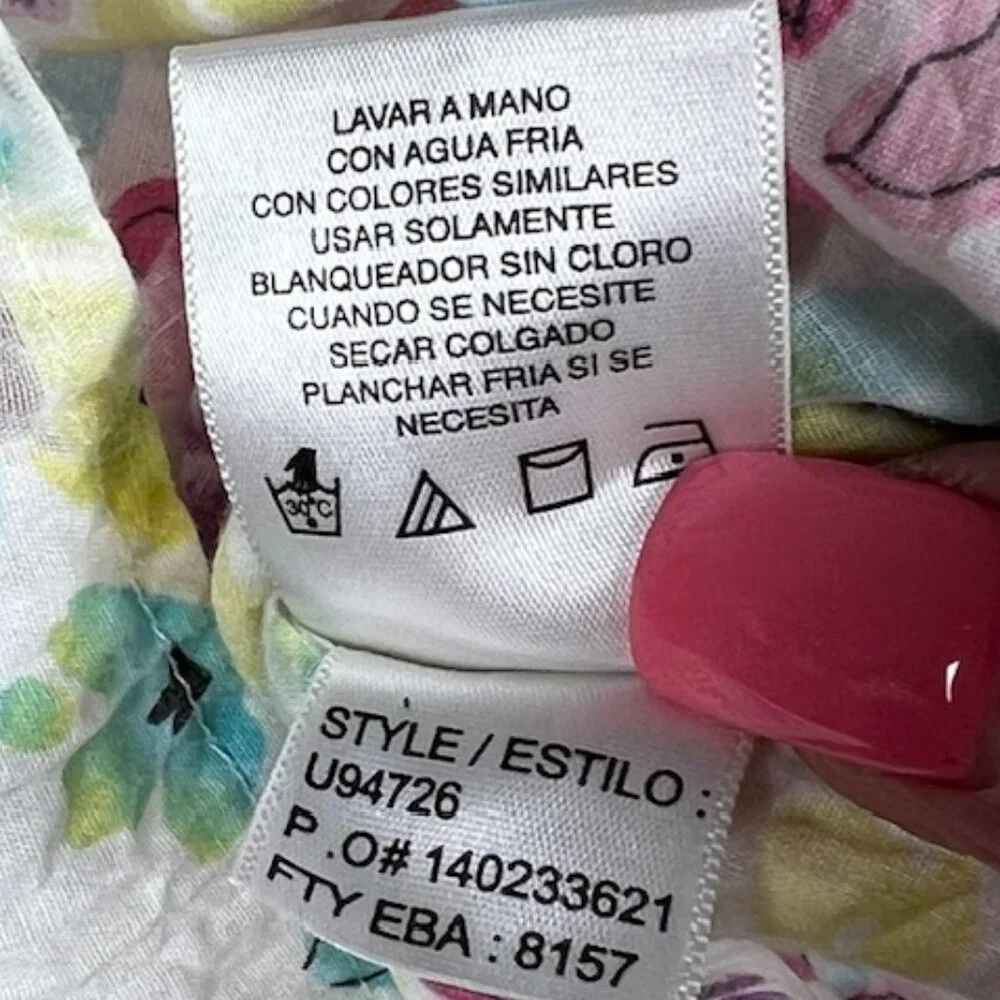 LAVAR A MANO
CON AGUA FRIA
CON COLORES SIMILARES
USAR SOLAMENTE
BLANQUEADOR SIN CLORO
CUANDO SE NECESITE
SECAR COLGADO
PLANCHAR FRIA SI SE
NECESITA
30°C
STYLE / ESTILO :
U94726
P .O# 140233621
FTY EBA : 8157